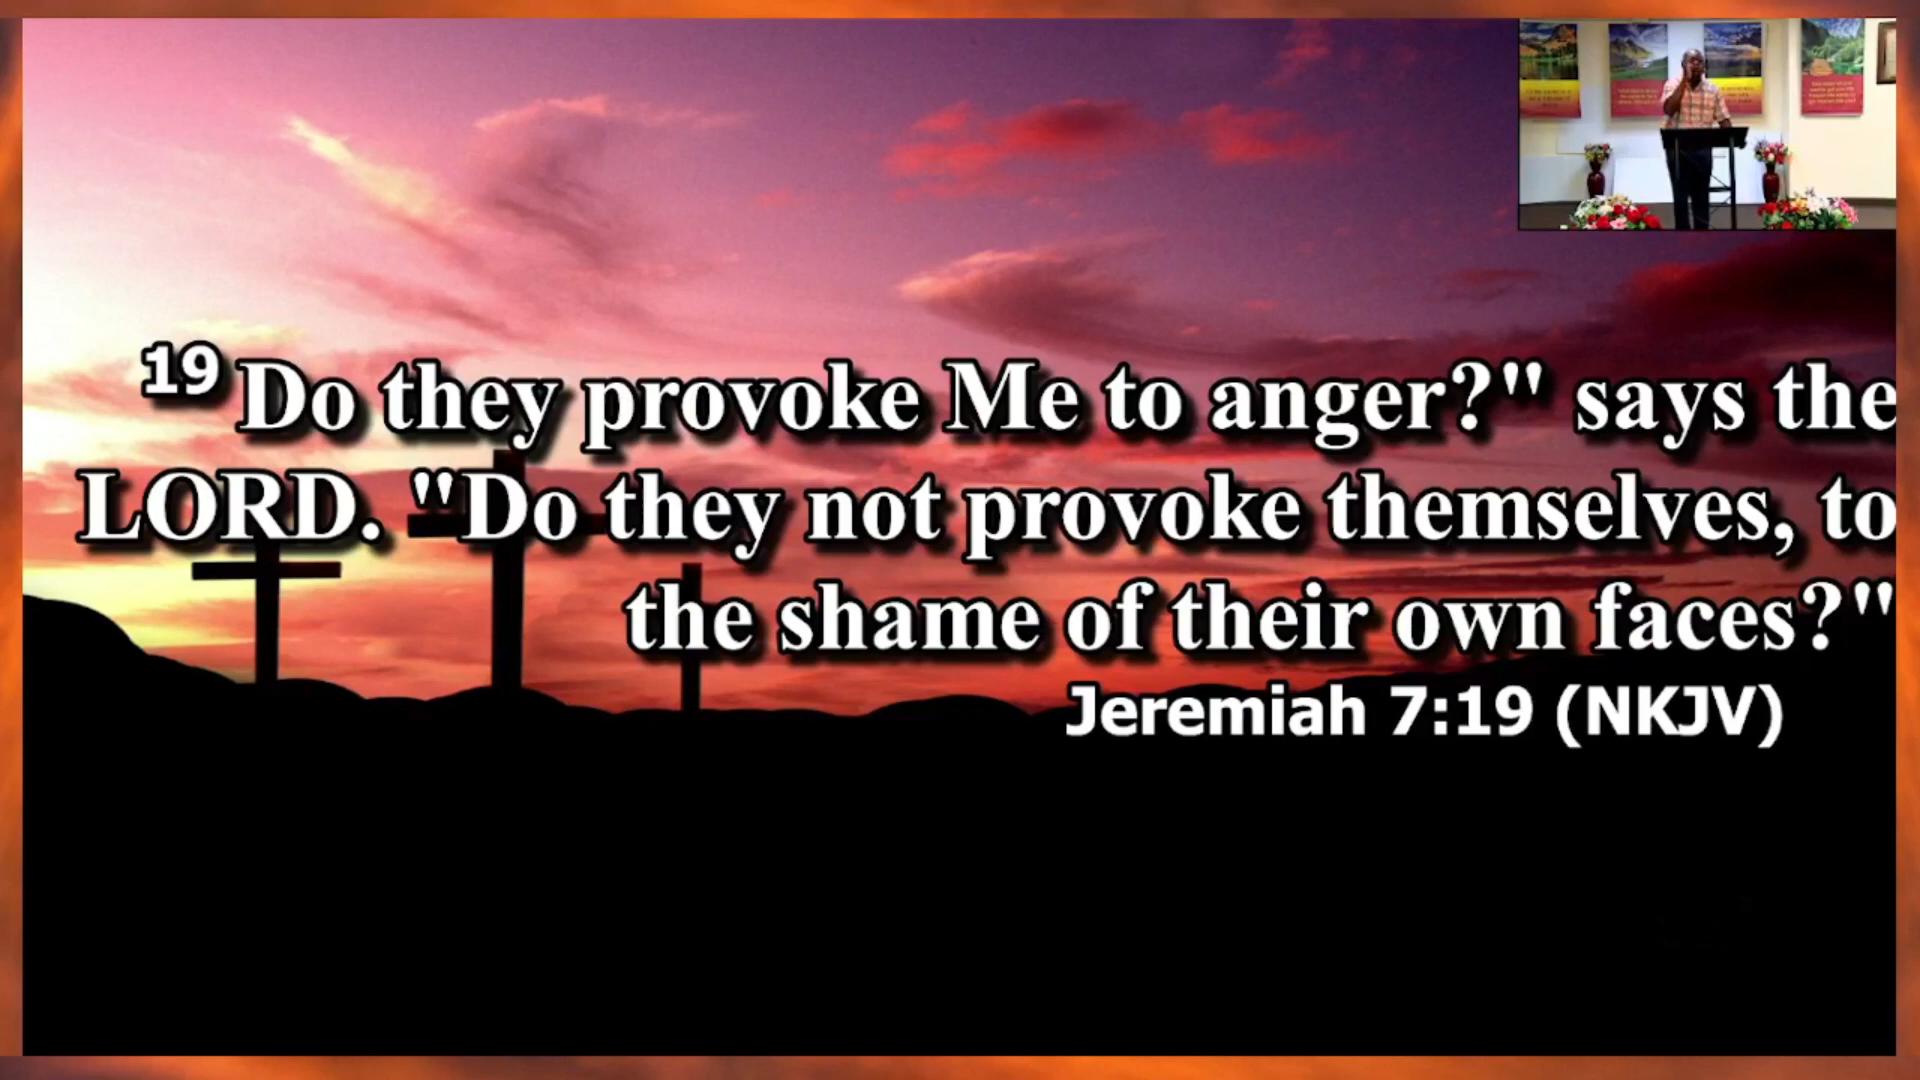 19 Do they provoke Me to anger?" says the
LORD. "Do they not provoke themselves, to
the shame of their own faces?"
Jeremiah 7:19 (NKJV)